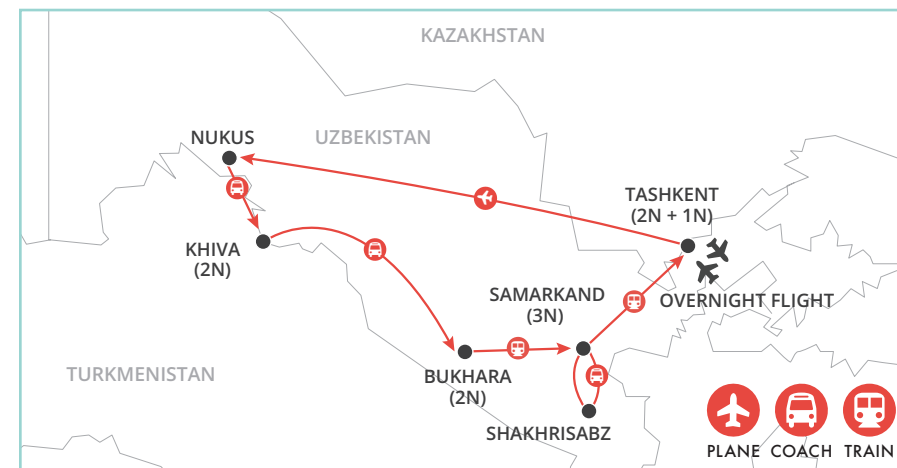 KAZAKHSTAN
NUKUS
UZBEKISTAN
TASHKENT
(2N + 1N)
KHIVA
(2N)
SAMARKAND
(3N)
OVERNIGHT FLIGHT
TURKMENISTAN
BUKHARA
(2N)
SHAKHRISABZ
PLANE COACH TRAIN